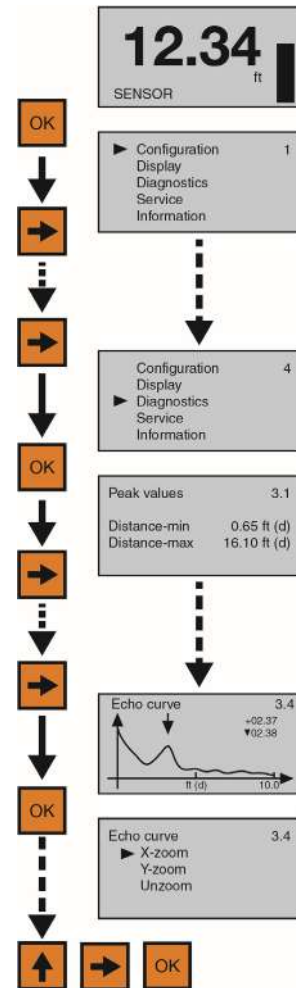 12.34
ft
SENSOR
OK
Configuration 1
Display
Diagnostics
Service
Information
Configuration 4
Display
Diagnostics
Service
Information
OK
Peak values 3.1
Distance-min 0.65 ft (d)
Distance-max 16.10 ft (d)
Echo curve 3.4
+02.37
▼02.38
ft (d) 10.0
OK
Echo curve 3.4
X-zoom
Y-zoom
Unzoom
OK